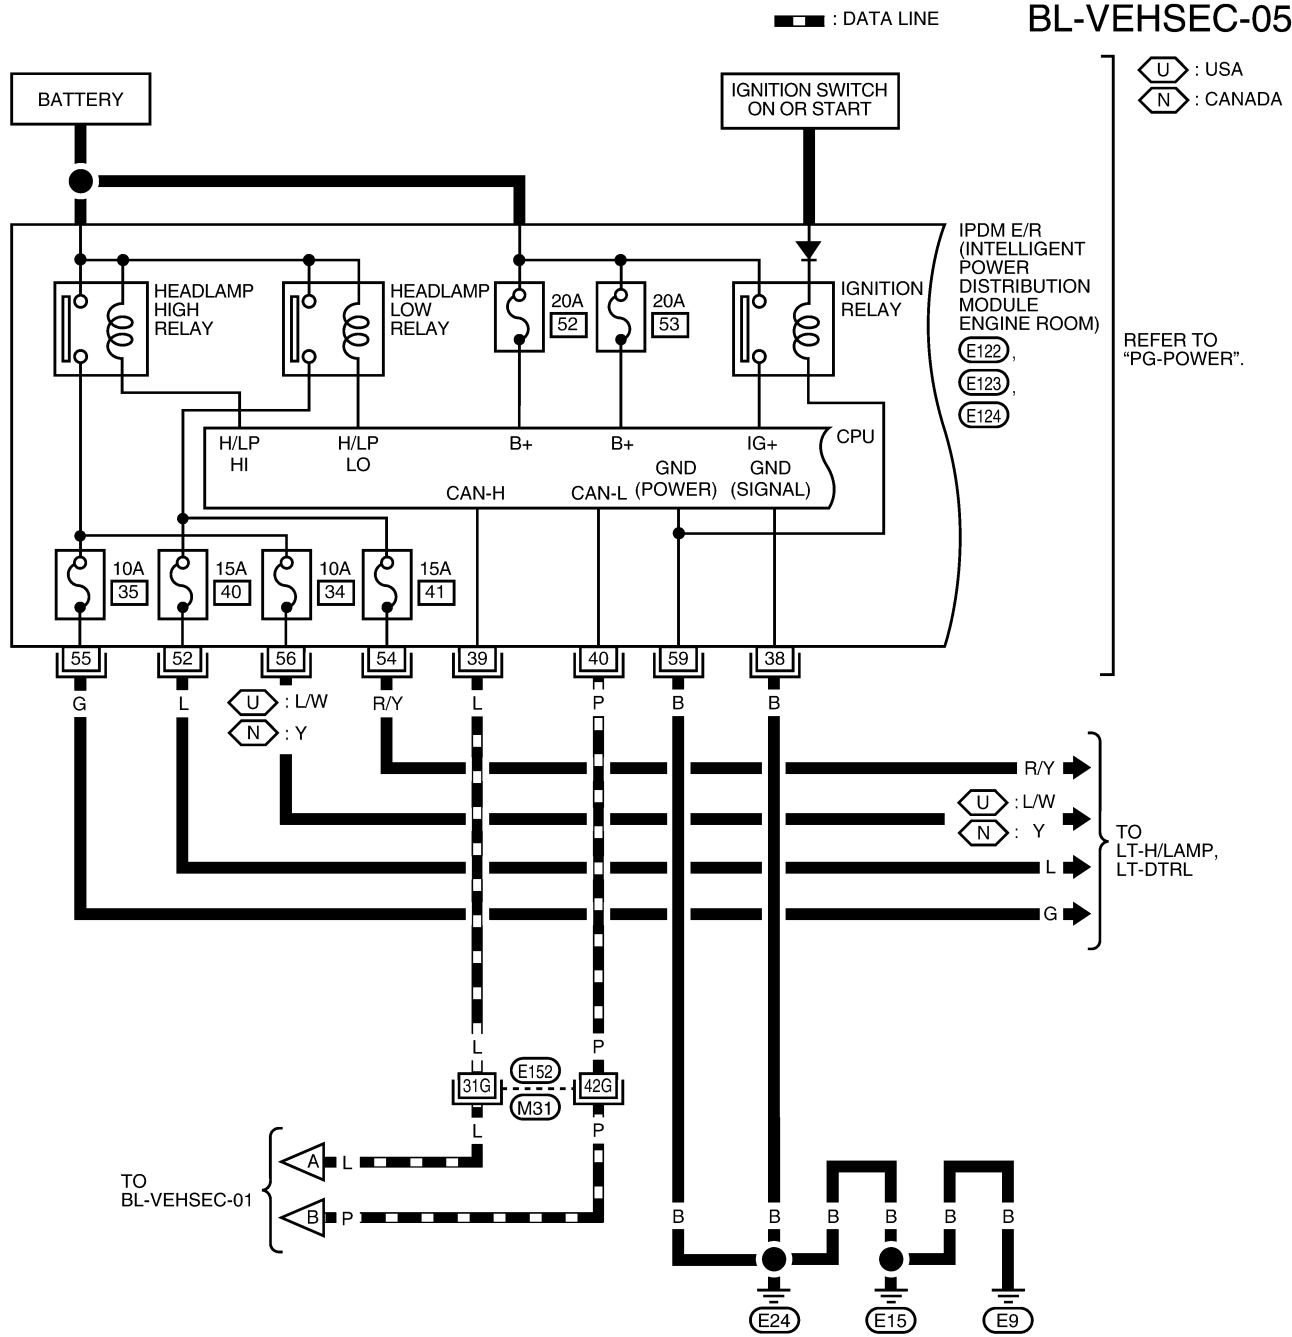 : DATA LINE
BL-VEHSEC-05
U : USA
N : CANADA
BATTERY
IGNITION SWITCH
ON OR START
IPDM E/R
(INTELLIGENT
POWER
DISTRIBUTION
MODULE
ENGINE ROOM)
E122 ,
E123 ,
E124
REFER TO
“PG-POWER”.
HEADLAMP
HIGH
RELAY
HEADLAMP
LOW
RELAY
20A
52
20A
53
IGNITION
RELAY
H/LP
HI
H/LP
LO
B+
B+
IG+
CPU
CAN-H
CAN-L
GND
(POWER)
GND
(SIGNAL)
10A
35
15A
40
10A
34
15A
41
55
52
56
54
39
40
59
38
G
L
U : L/W
N : Y
R/Y
L
P
B
B
R/Y
U : L/W
N : Y
L
G
TO
LT-H/LAMP,
LT-DTRL
L
P
31G
E152
M31
42G
L
P
TO
BL-VEHSEC-01
A L
B P
B
B
B
B
B
B
E24
E15
E9